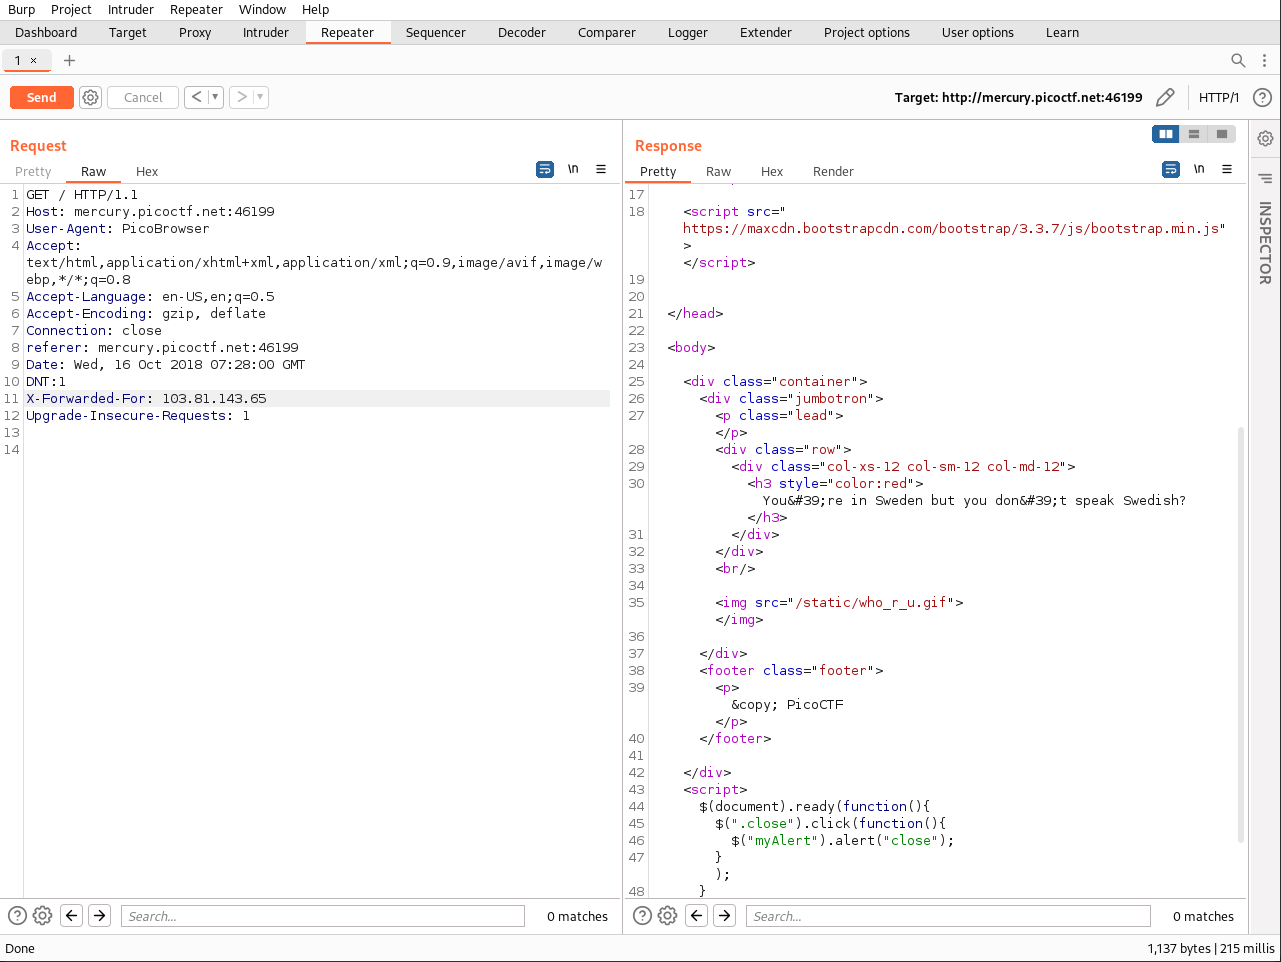 Burp Project Intruder Repeater Window Help
Dashboard Target Proxy Intruder Repeater Sequencer Decoder Comparer Logger Extender Project options User options Learn
1 × +
Send Cancel < ▾ > ▾ Target: http://mercury.picoctf.net:46199 HTTP/1 ?
Request
Pretty Raw Hex \n
1 GET / HTTP/1.1
2 Host: mercury.picoctf.net:46199
3 User-Agent: PicoBrowser
4 Accept:
text/html,application/xhtml+xml,application/xml;q=0.9,image/avif,image/w
ebp,*/*;q=0.8
5 Accept-Language: en-US,en;q=0.5
6 Accept-Encoding: gzip, deflate
7 Connection: close
8 referer: mercury.picoctf.net:46199
9 Date: Wed, 16 Oct 2018 07:28:00 GMT
10 DNT:1
11 X-Forwarded-For: 103.81.143.65
12 Upgrade-Insecure-Requests: 1
13
14
? Search... 0 matches
Response
Pretty Raw Hex Render \n
17
18 <script src="
https://maxcdn.bootstrapcdn.com/bootstrap/3.3.7/js/bootstrap.min.js"
>
</script>
19
20
21 </head>
22
23 <body>
24
25 <div class="container">
26 <div class="jumbotron">
27 <p class="lead">
</p>
28 <div class="row">
29 <div class="col-xs-12 col-sm-12 col-md-12">
30 <h3 style="color:red">
You&#39;re in Sweden but you don&#39;t speak Swedish?
</h3>
31 </div>
32 </div>
33 <br/>
34
35 <img src="/static/who_r_u.gif">
</img>
36
37 </div>
38 <footer class="footer">
39 <p>
&copy; PicoCTF
</p>
40 </footer>
41
42 </div>
43 <script>
44 $(document).ready(function(){
45 $(".close").click(function(){
46 $("myAlert").alert("close");
47 }
);
48 }
? Search... 0 matches
INSPECTOR
Done 1,137 bytes | 215 millis